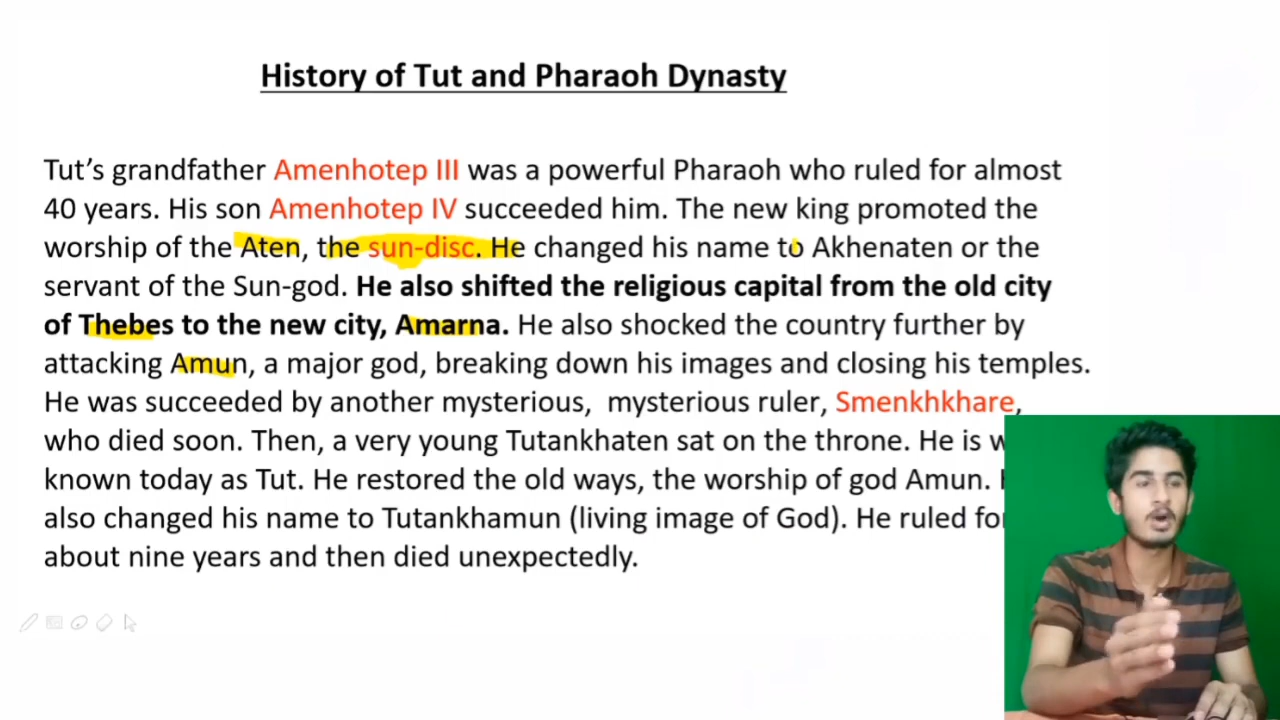 History of Tut and Pharaoh Dynasty
Tut’s grandfather Amenhotep III was a powerful Pharaoh who ruled for almost
40 years. His son Amenhotep IV succeeded him. The new king promoted the
worship of the Aten, the sun-disc. He changed his name to Akhenaten or the
servant of the Sun-god. He also shifted the religious capital from the old city
of Thebes to the new city, Amarna. He also shocked the country further by
attacking Amun, a major god, breaking down his images and closing his temples.
He was succeeded by another mysterious, mysterious ruler, Smenkhkhare,
who died soon. Then, a very young Tutankhaten sat on the throne. He is
known today as Tut. He restored the old ways, the worship of god Amun.
also changed his name to Tutankhamun (living image of God). He ruled for
about nine years and then died unexpectedly.